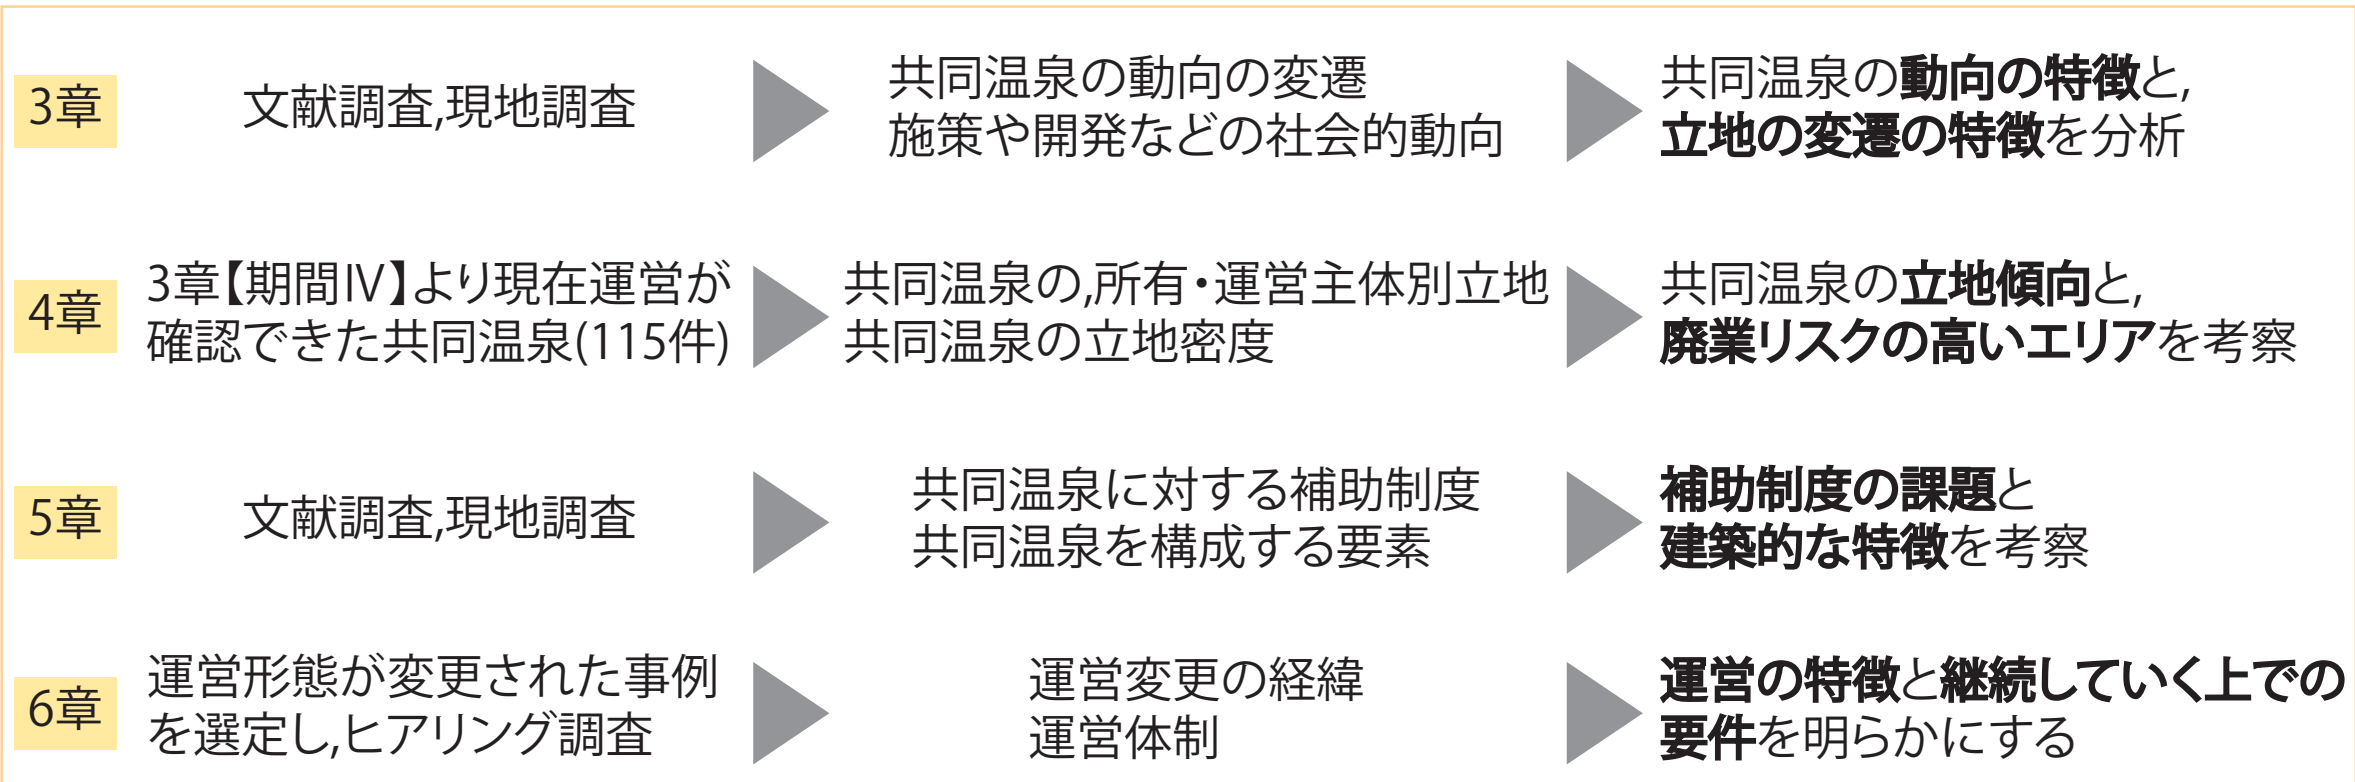 3章
文献調査,現地調査
共同温泉の動向の変遷
施策や開発などの社会的動向
共同温泉の動向の特徴と,
立地の変遷の特徴を分析
4章
3章【期間Ⅳ】より現在運営が
確認できた共同温泉(115件)
共同温泉の,所有・運営主体別立地
共同温泉の立地密度
共同温泉の立地傾向と,
廃業リスクの高いエリアを考察
5章
文献調査,現地調査
共同温泉に対する補助制度
共同温泉を構成する要素
補助制度の課題と
建築的な特徴を考察
6章
運営形態が変更された事例
を選定し,ヒアリング調査
運営変更の経緯
運営体制
運営の特徴と継続していく上での
要件を明らかにする